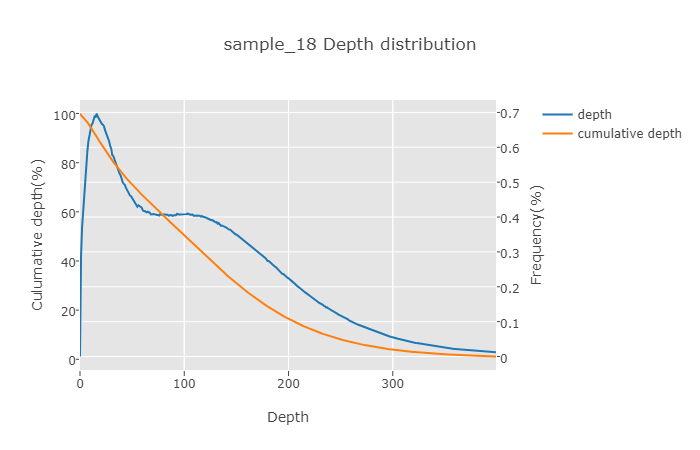 sample_18 Depth distribution
depth
cumulative depth
Culumative depth(%)
100
80
60
40
20
0
0.7
0.6
0.5
0.4
0.3
0.2
0.1
0
Frequency(%)
0 100 200 300
Depth